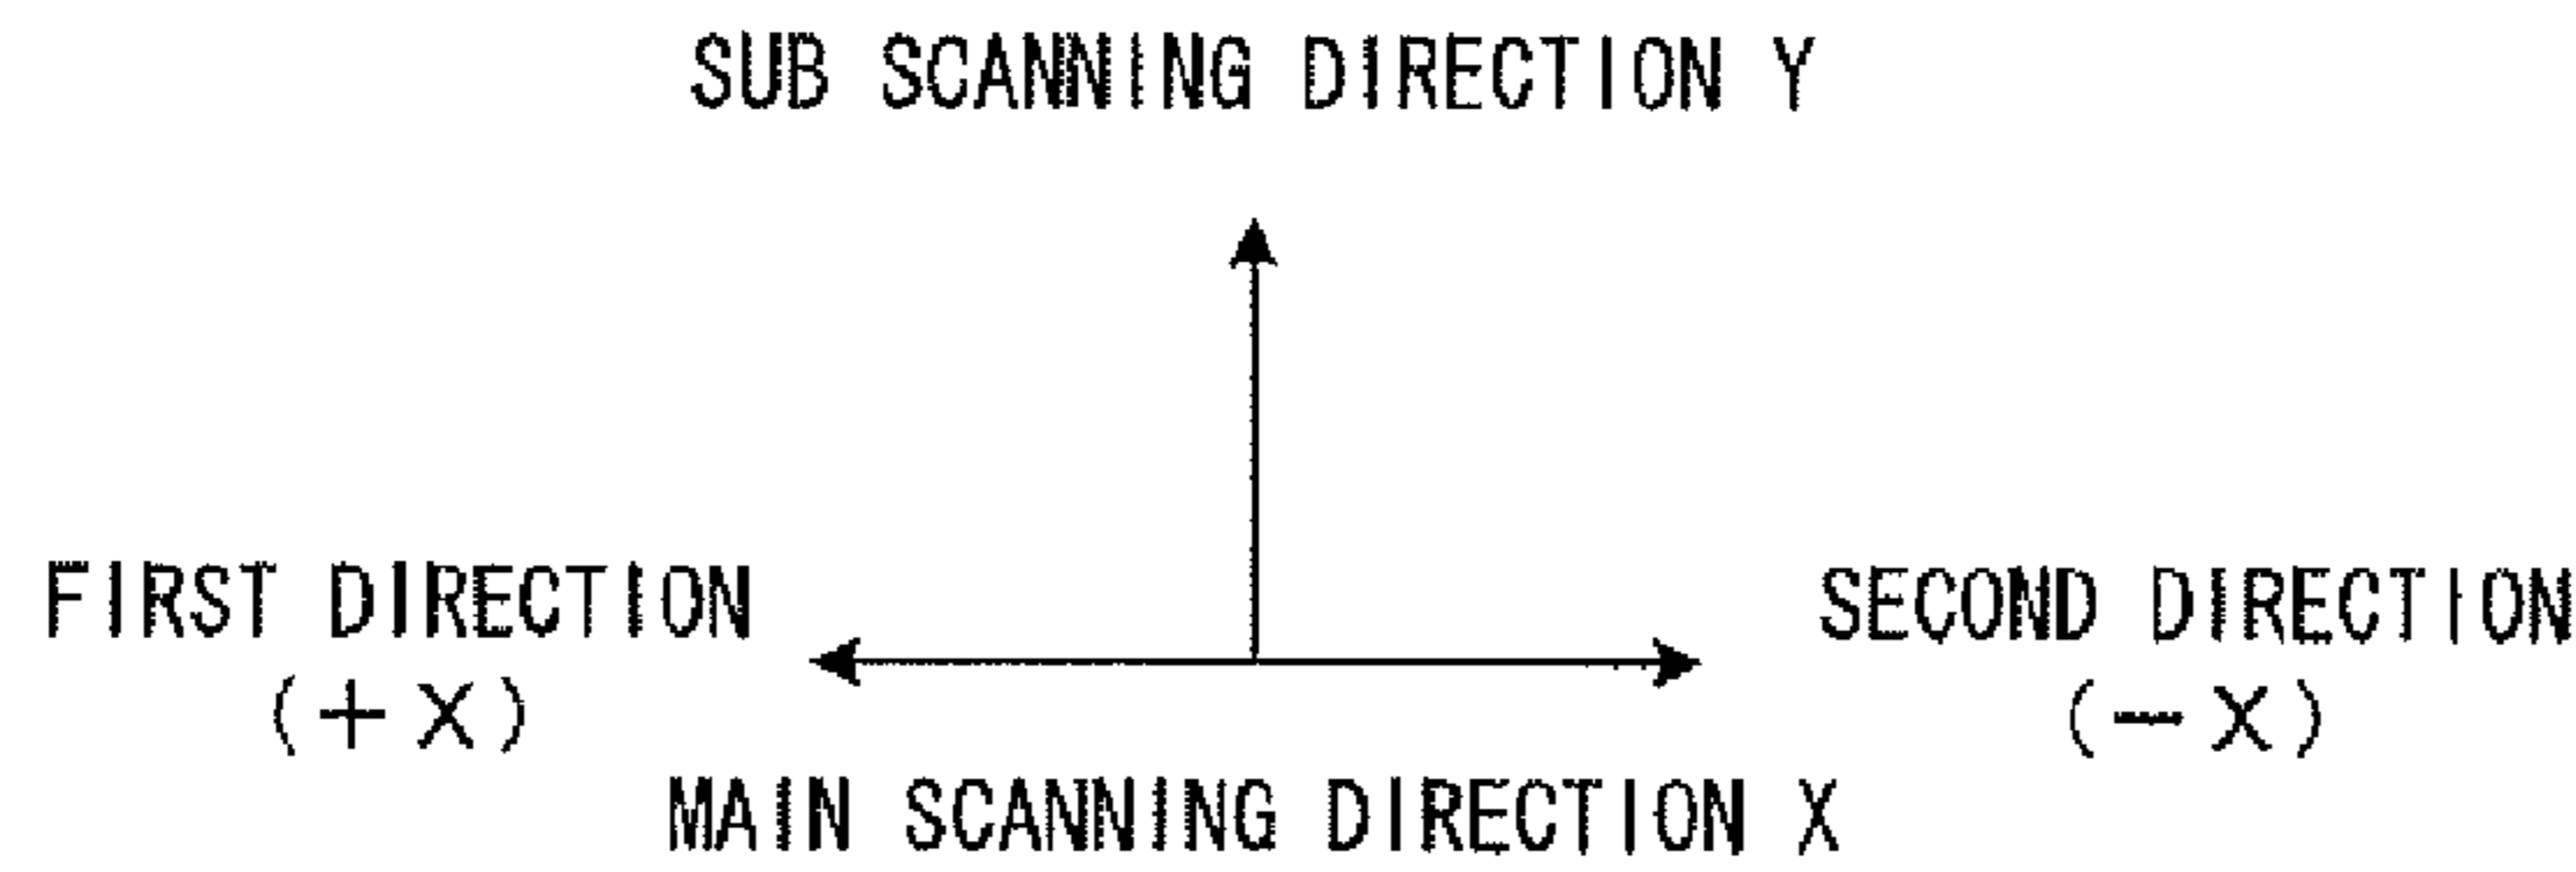 SUB SCANNING DIRECTION Y
FIRST DIRECTION
(+X)
SECOND DIRECTION
(-X)
MAIN SCANNING DIRECTION X